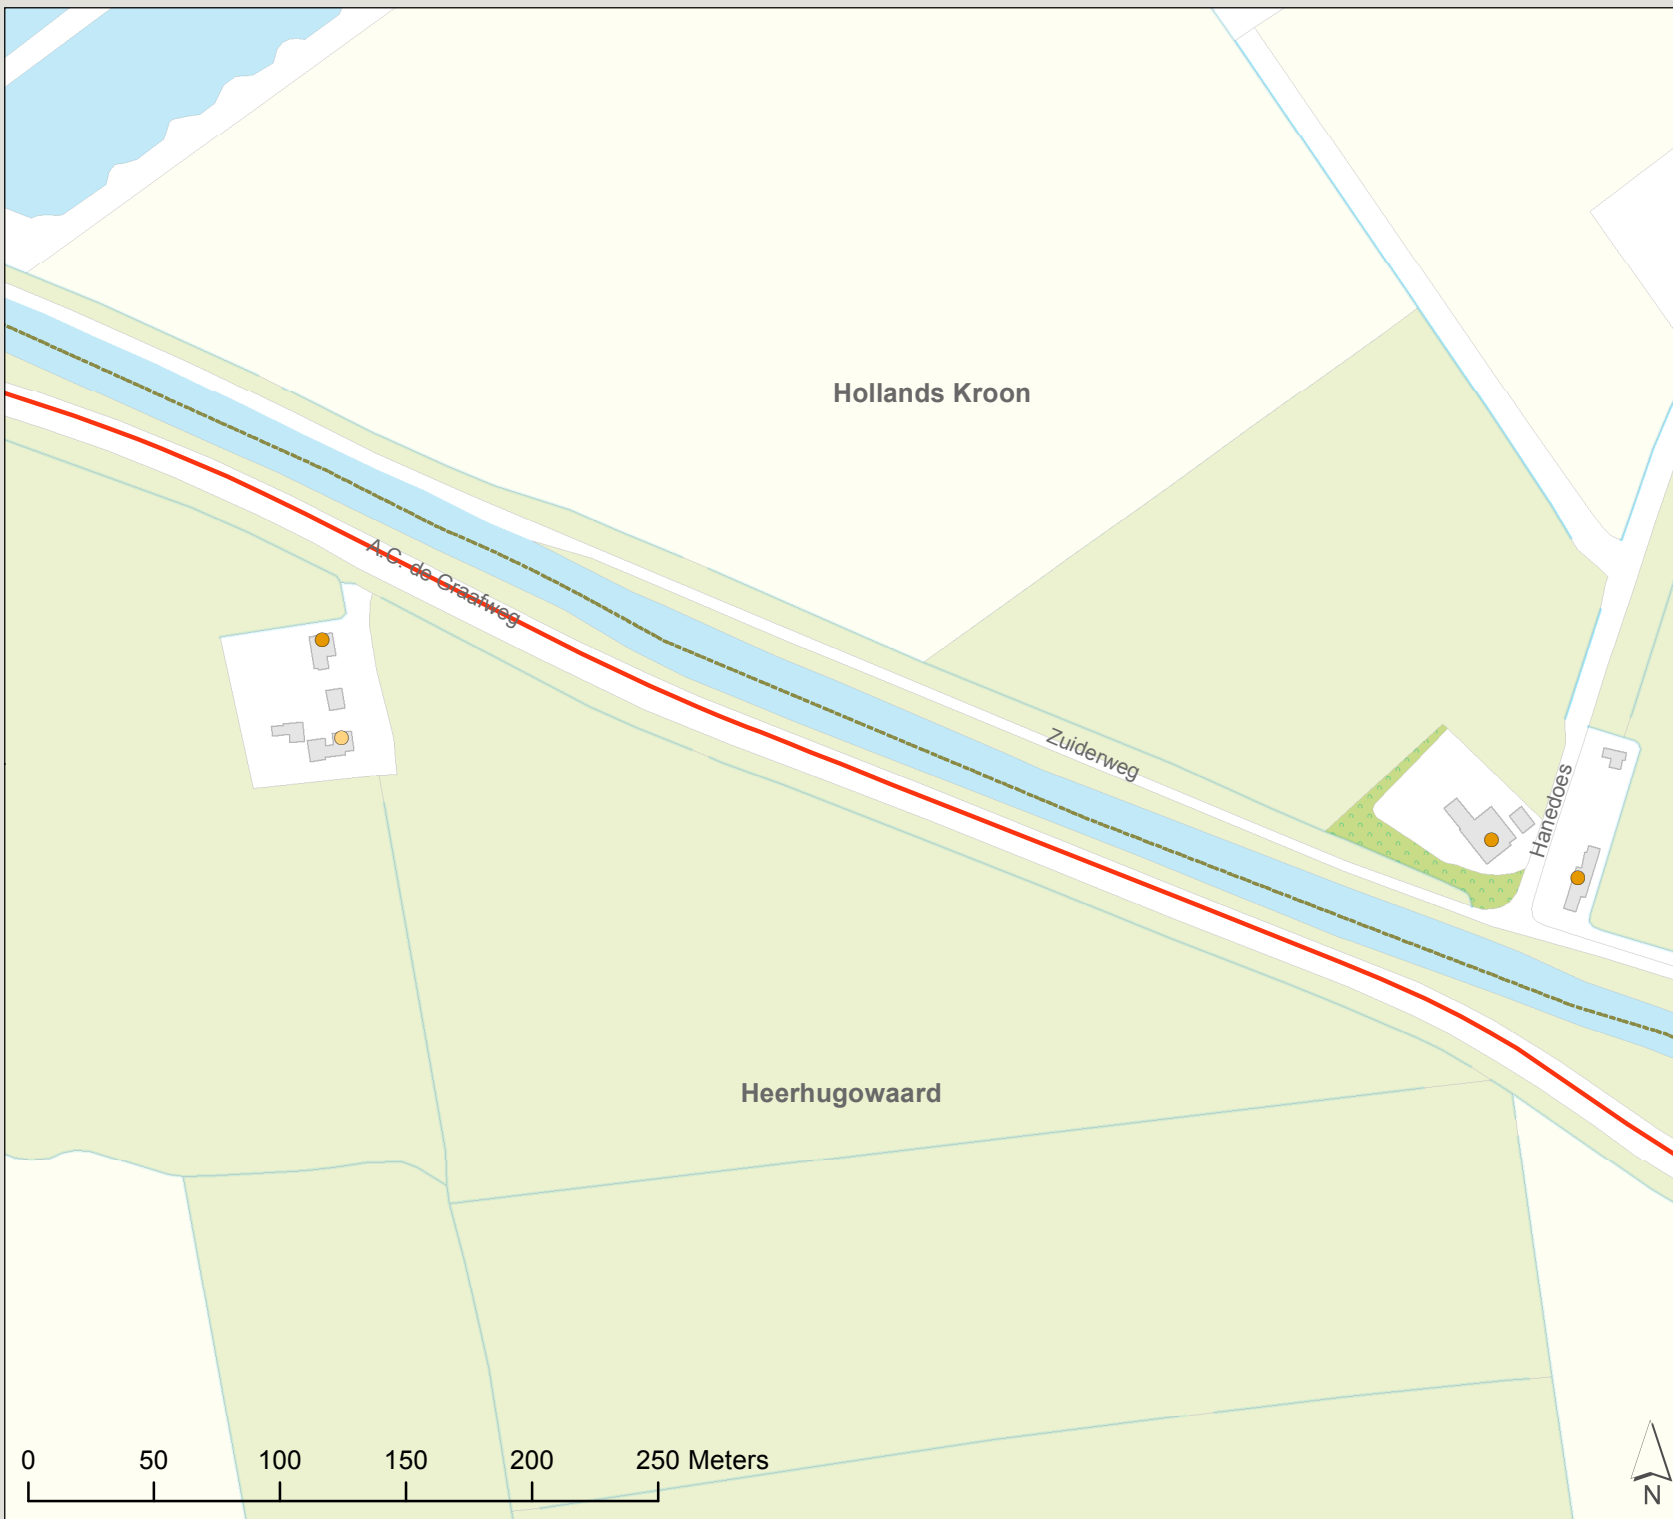 Hollands Kroon
A.C. de Graafweg
Zuiderweg
Hanedoes
Heerhugowaard
0 50 100 150 200 250 Meters
N